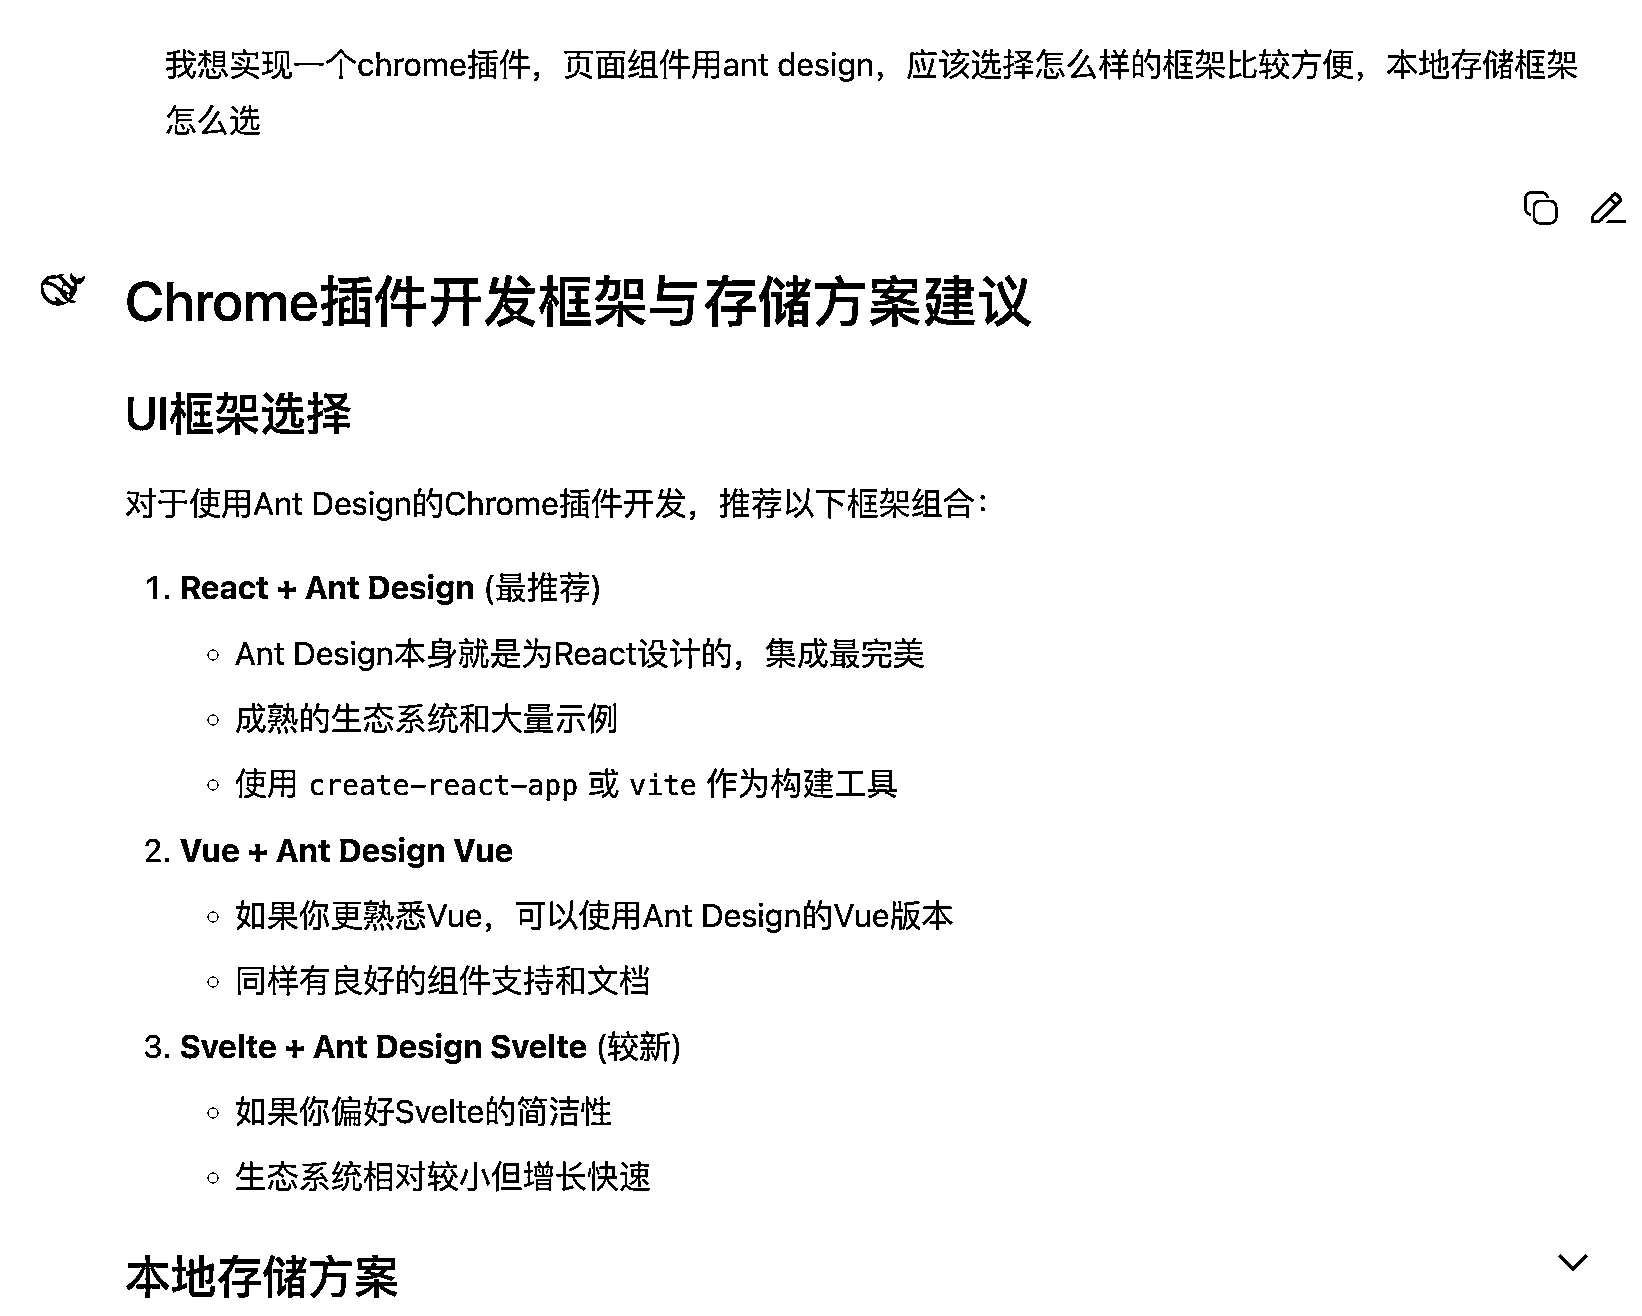 我想实现一个chrome插件，页面组件用ant design，应该选择怎么样的框架比较方便，本地存储框架
怎么选
Chrome插件开发框架与存储方案建议
UI框架选择
对于使用Ant Design的Chrome插件开发，推荐以下框架组合：
1. React + Ant Design (最推荐)
Ant Design本身就是为React设计的，集成最完美
成熟的生态系统和大量示例
使用 create-react-app 或 vite 作为构建工具
2. Vue + Ant Design Vue
如果你更熟悉Vue，可以使用Ant Design的Vue版本
同样有良好的组件支持和文档
3. Svelte + Ant Design Svelte (较新)
如果你偏好Svelte的简洁性
生态系统相对较小但增长快速
本地存储方案